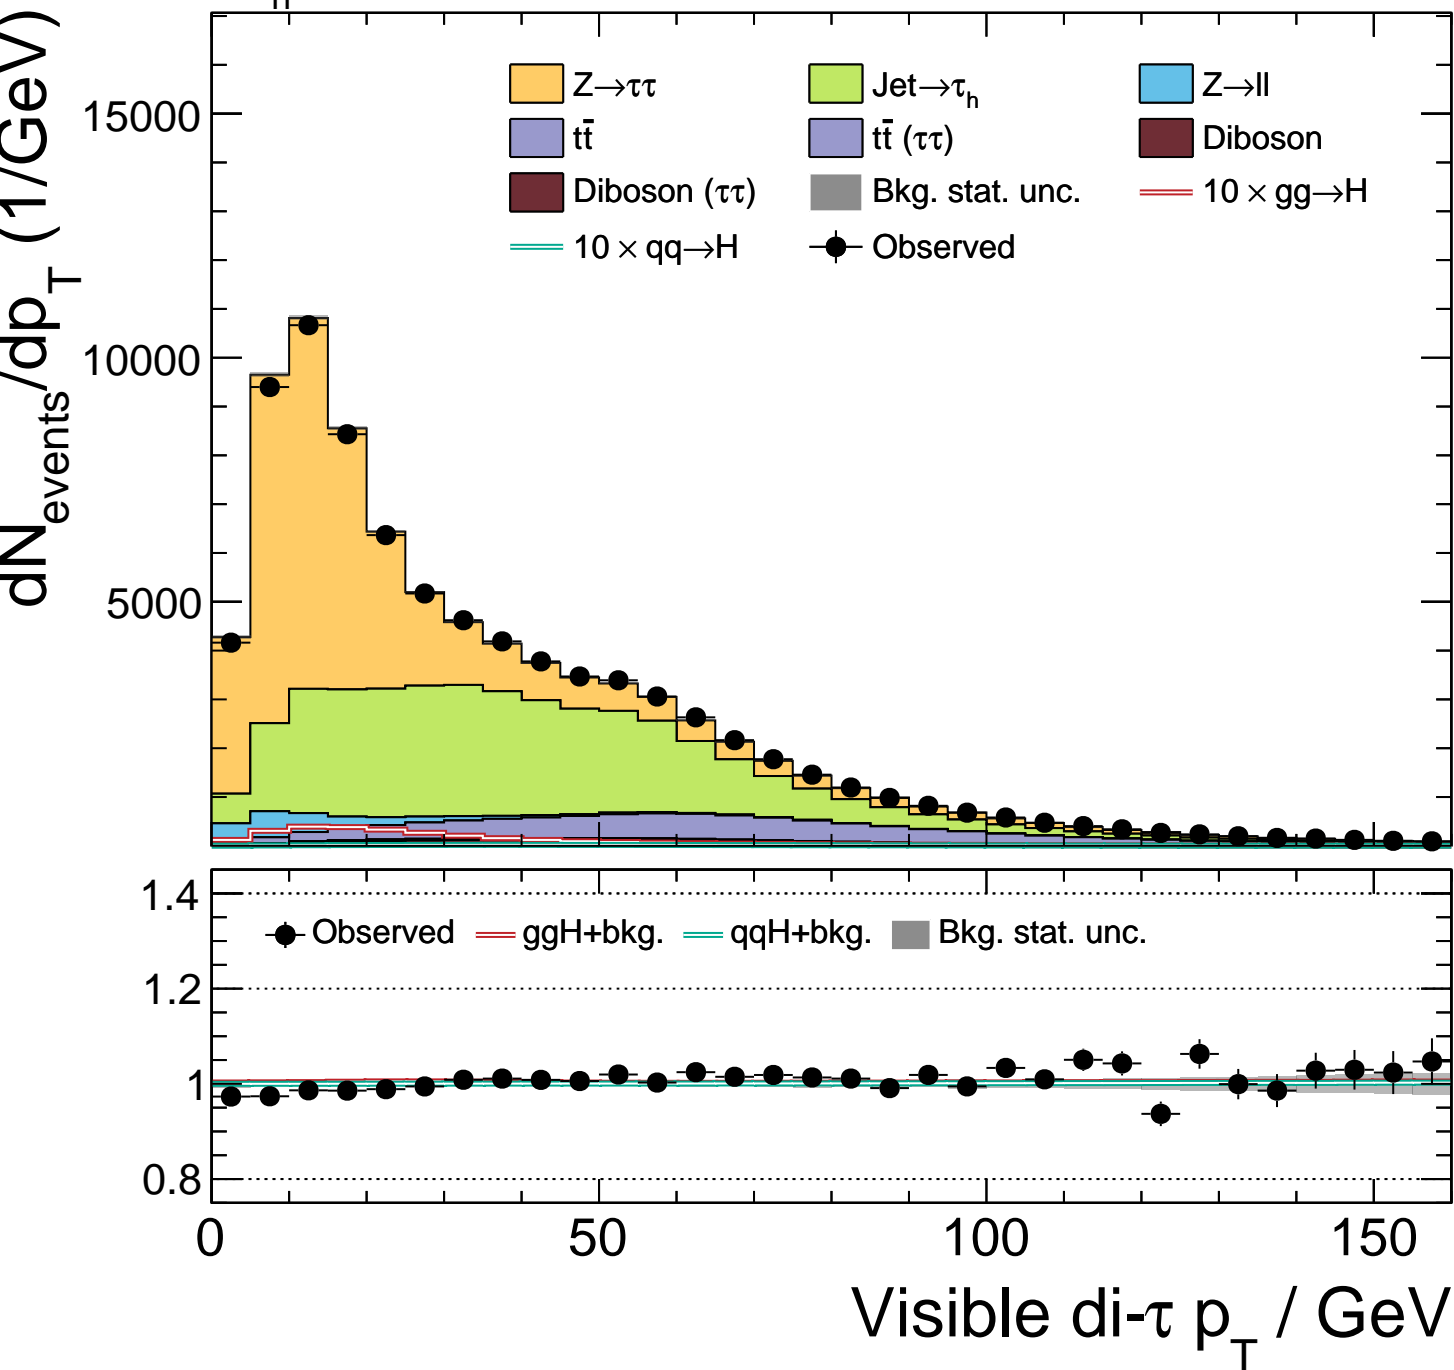 dN_events/dp_T (1/GeV)
15000
10000
5000
Z→ττ Jet→τ_h Z→ll
tt̄ tt̄ (ττ) Diboson
Diboson (ττ) Bkg. stat. unc. 10 × gg→H
10 × qq→H Observed
1.4
1.2
1
0.8
Observed ggH+bkg. qqH+bkg. Bkg. stat. unc.
0 50 100 150
Visible di-τ p_T / GeV